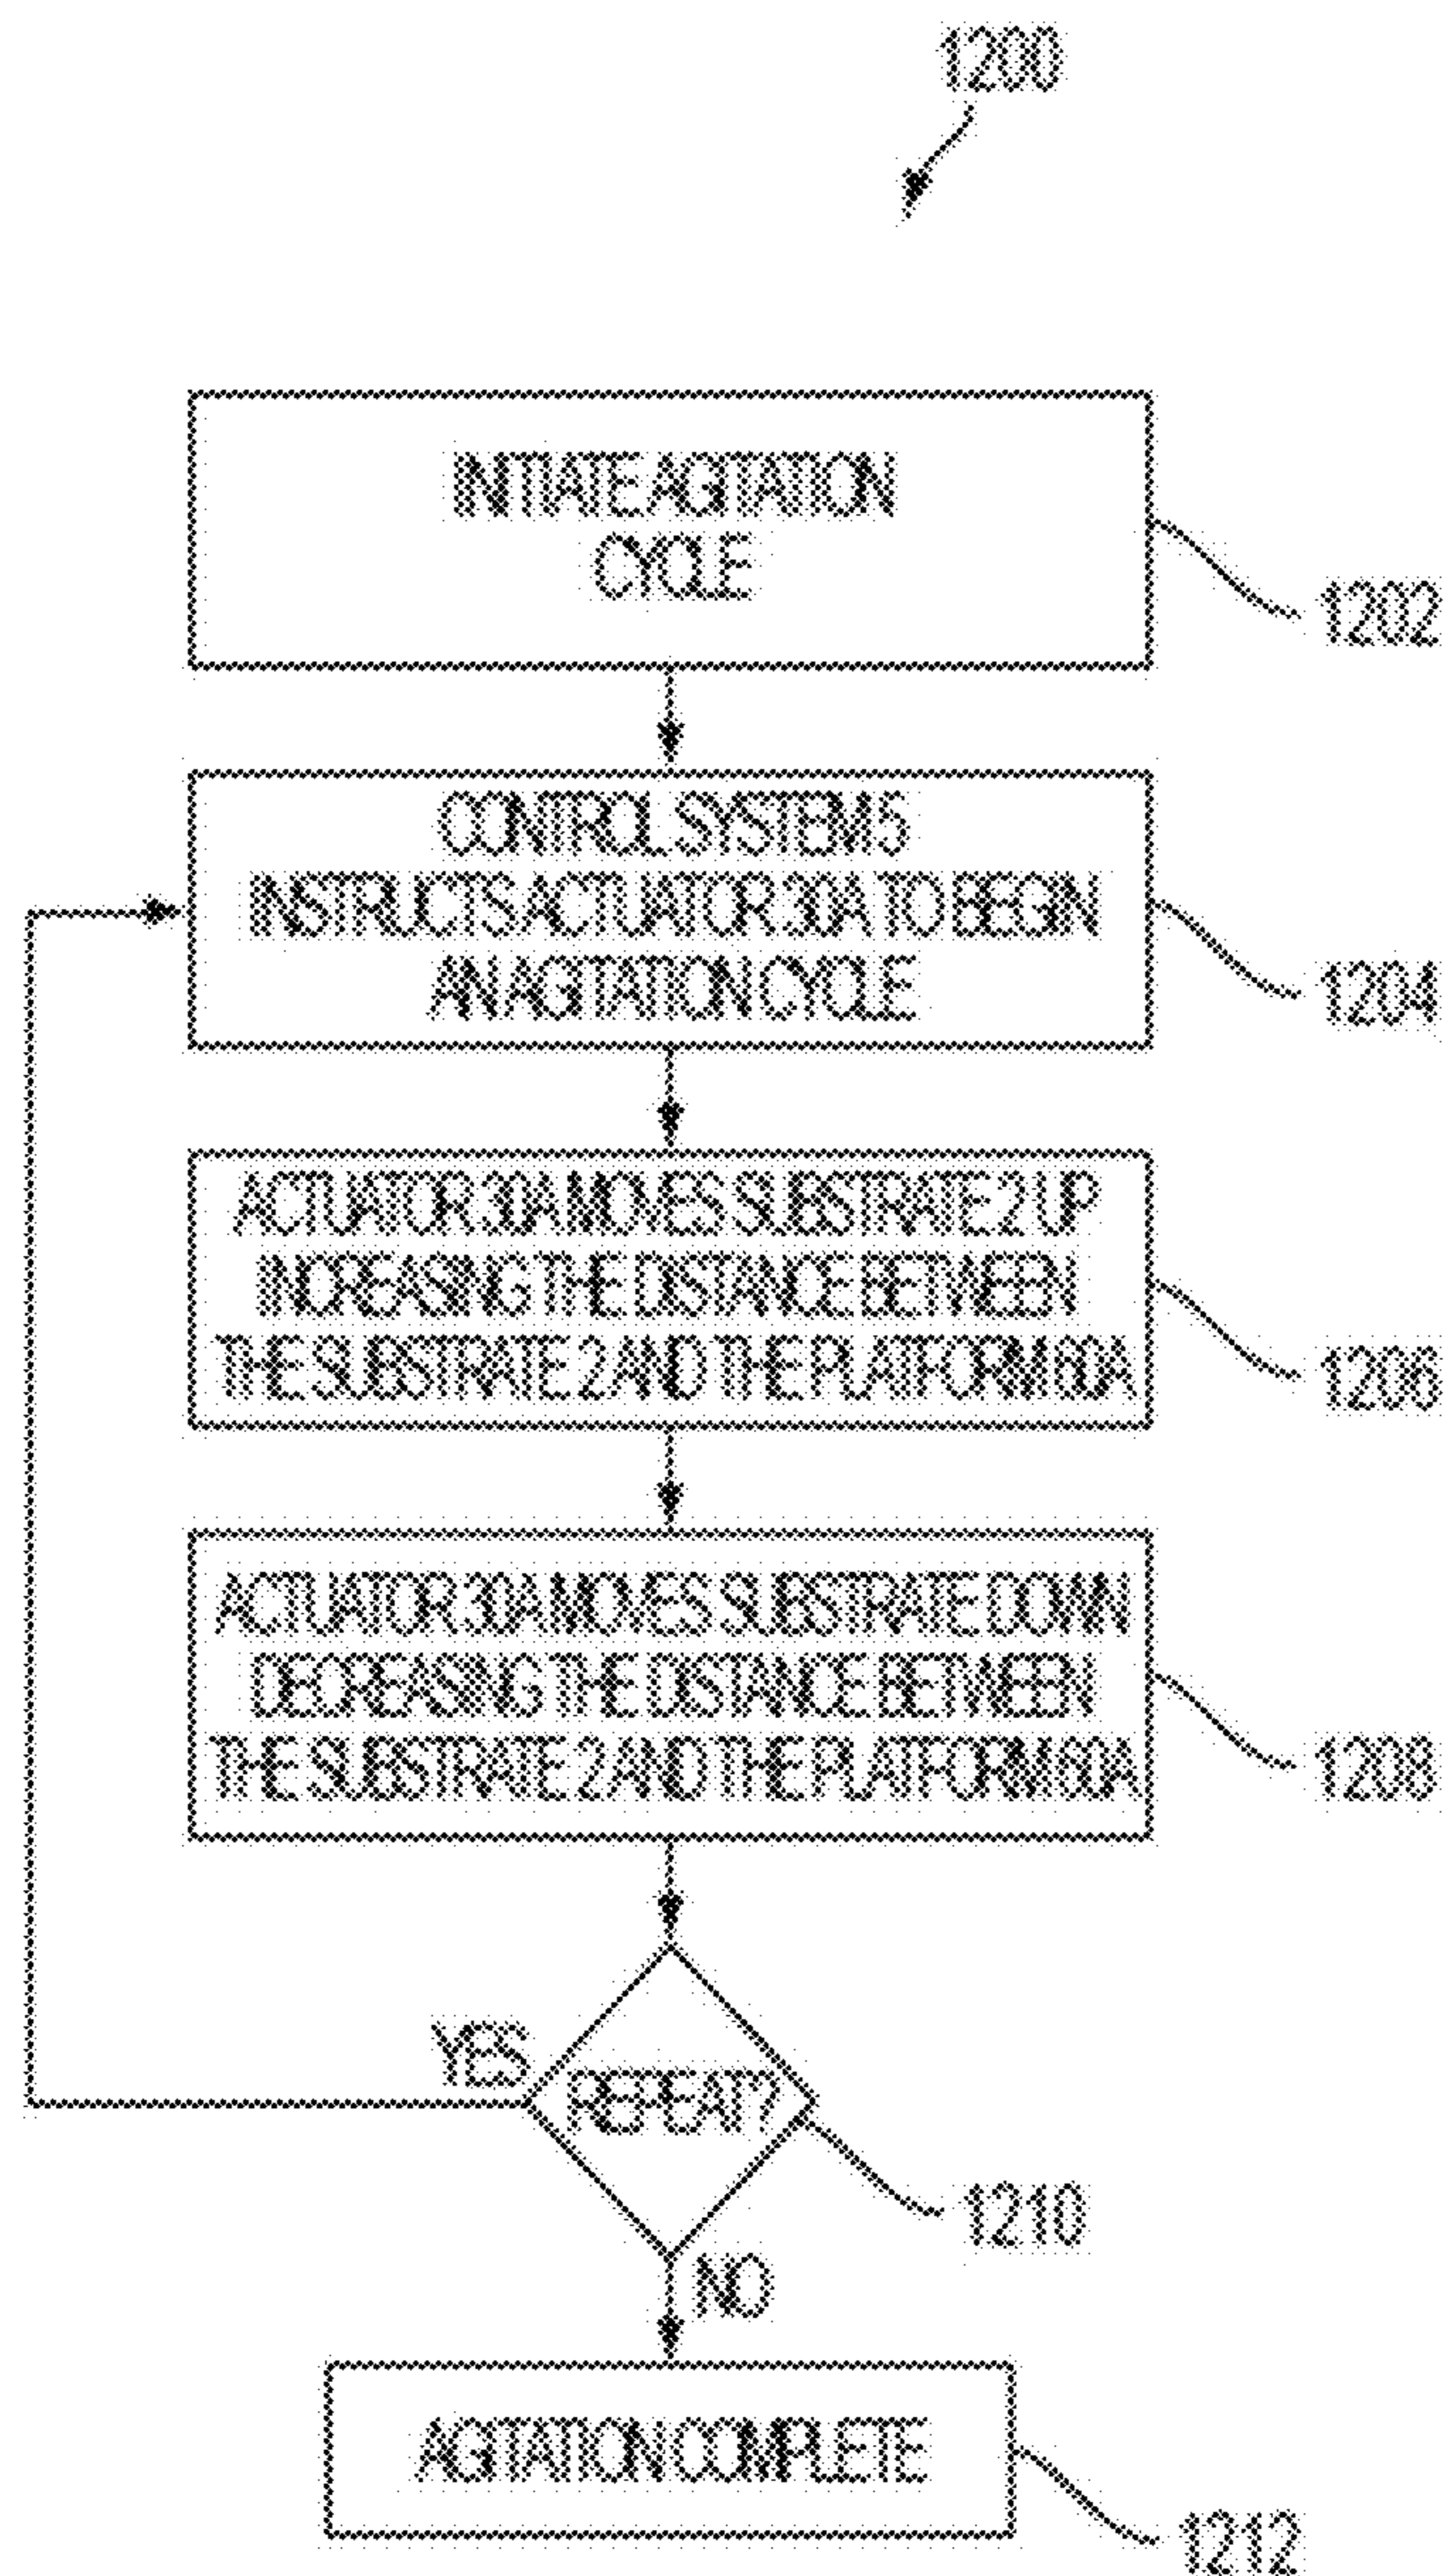 1200
INITIATE AGITATION
CYCLE
1202
CONTROL SYSTEM 5
INSTRUCTS ACTUATOR 30A TO BEGIN
AN AGITATION CYCLE
1204
ACTUATOR 30A MOVES SUBSTRATE 2 UP
INCREASING THE DISTANCE BETWEEN
THE SUBSTRATE 2 AND THE PLATFORM 60A
1206
ACTUATOR 30A MOVES SUBSTRATE DOWN
DECREASING THE DISTANCE BETWEEN
THE SUBSTRATE 2 AND THE PLATFORM 60A
1208
YES
REPEAT?
1210
NO
AGITATION COMPLETE
1212